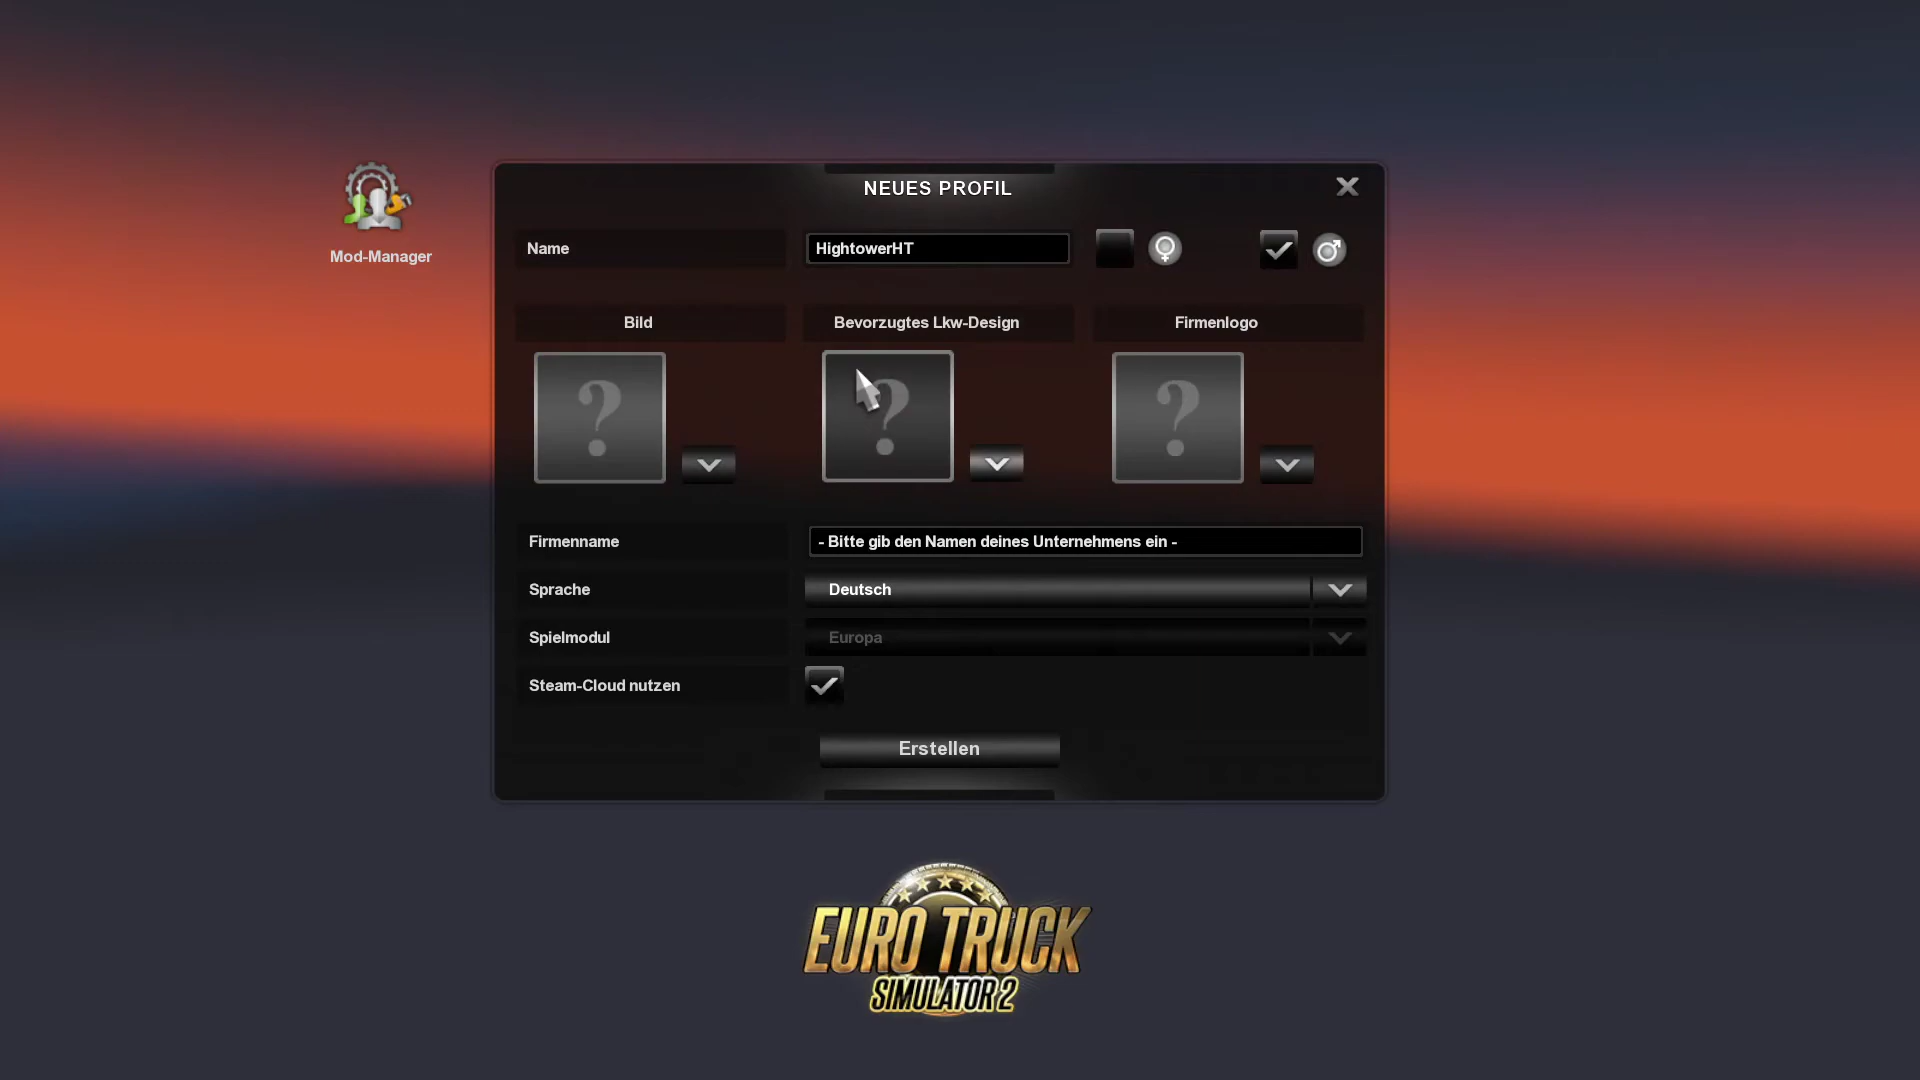 NEUES PROFIL
Name
HightowerHT
Mod-Manager
Bild
Bevorzugtes Lkw-Design
Firmenlogo
?
?
?
Firmenname
- Bitte gib den Namen deines Unternehmens ein -
Sprache
Deutsch
Spielmodul
Europa
Steam-Cloud nutzen
Erstellen
EURO TRUCK
SIMULATOR 2